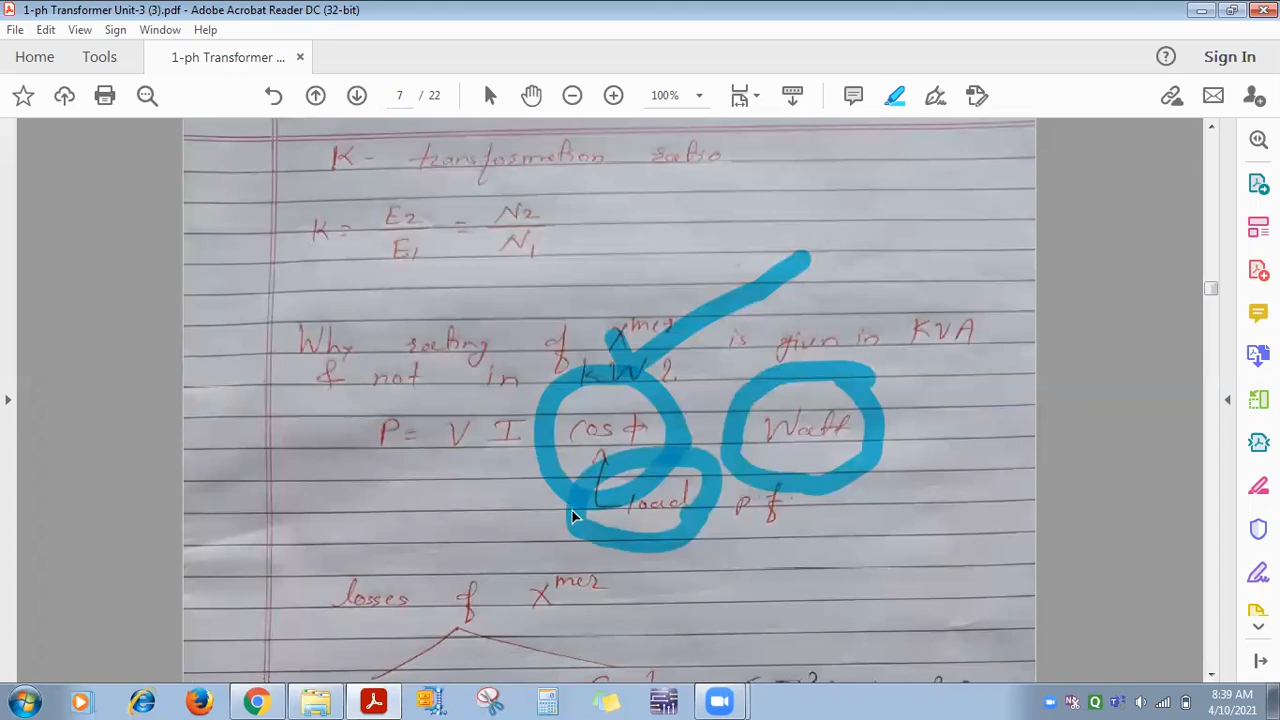 1-ph Transformer Unit-3 (3).pdf - Adobe Acrobat Reader DC (32-bit)
File Edit View Sign Window Help
Home Tools 1-ph Transformer ... × Sign In
7 / 22 100%
K - transformation ratio
K = E2 / E1 = N2 / N1
Why rating of Xmer is given in KVA
& not in KW ?
P = V I cos ϕ Watt
load p.f.
losses of Xmer
8:39 AM
4/10/2021